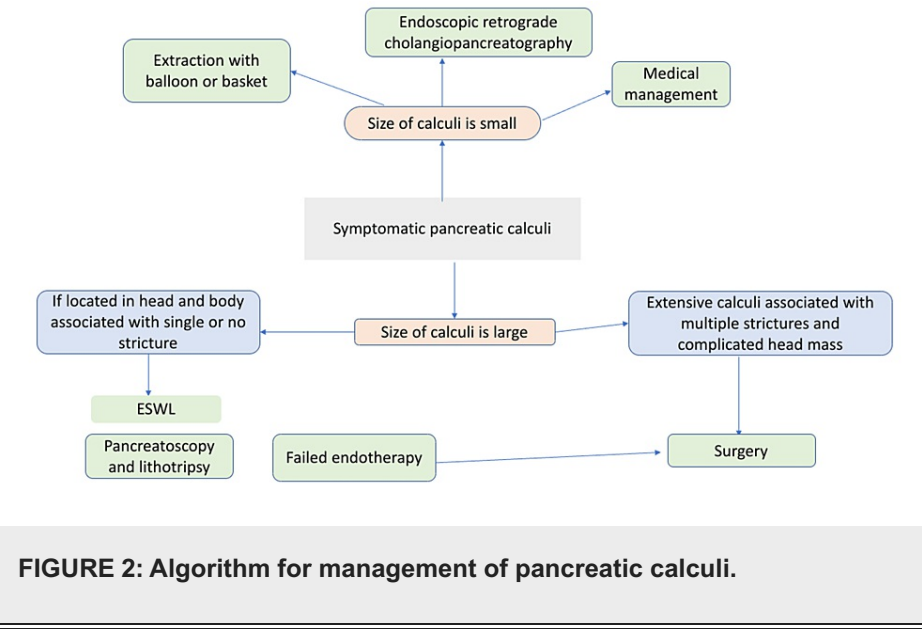 Endoscopic retrograde
cholangiopancreatography
Extraction with
balloon or basket
Medical
management
Size of calculi is small
Symptomatic pancreatic calculi
If located in head and body
associated with single or no
stricture
Size of calculi is large
Extensive calculi associated with
multiple strictures and
complicated head mass
ESWL
Pancreatoscopy
and lithotripsy
Failed endotherapy
Surgery
FIGURE 2: Algorithm for management of pancreatic calculi.